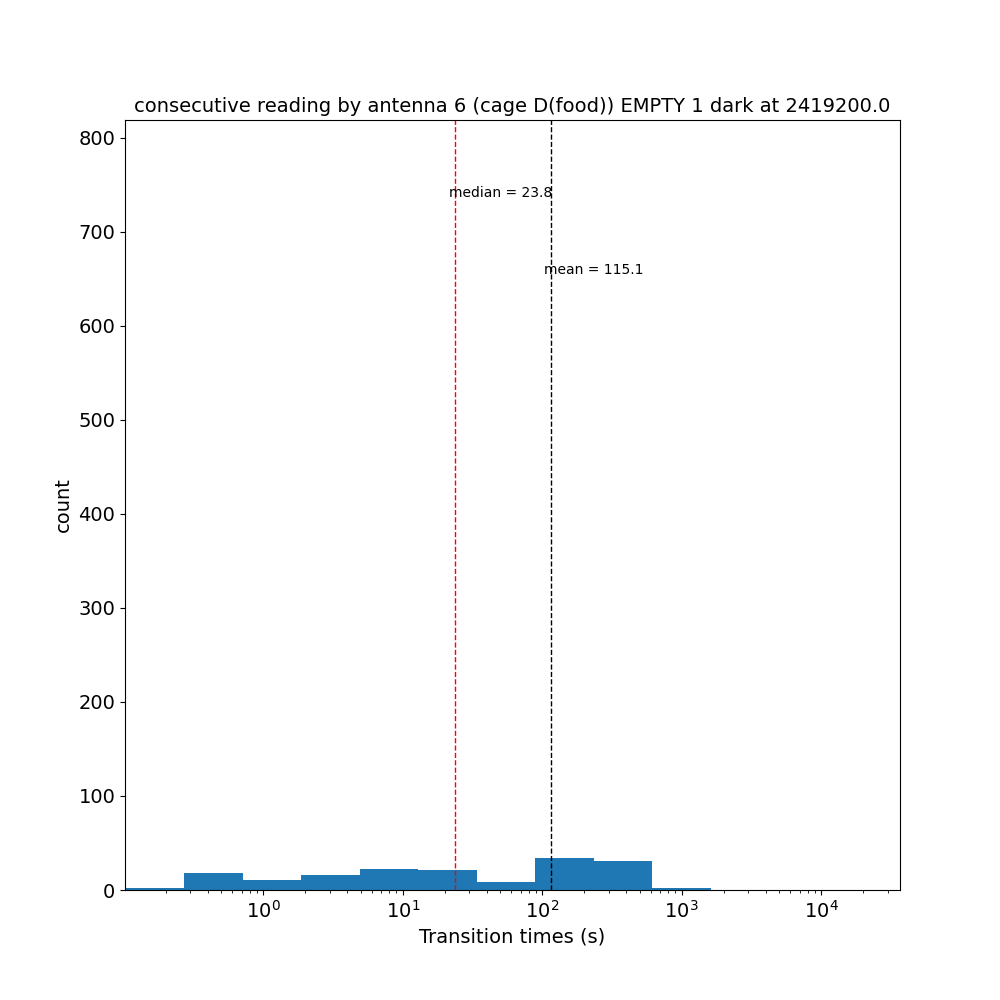 consecutive reading by antenna 6 (cage D(food)) EMPTY 1 dark at 2419200.0
800
median = 23.8
700
mean = 115.1
600
500
count
400
300
200
100
0
10⁰ 10¹ 10² 10³ 10⁴
Transition times (s)